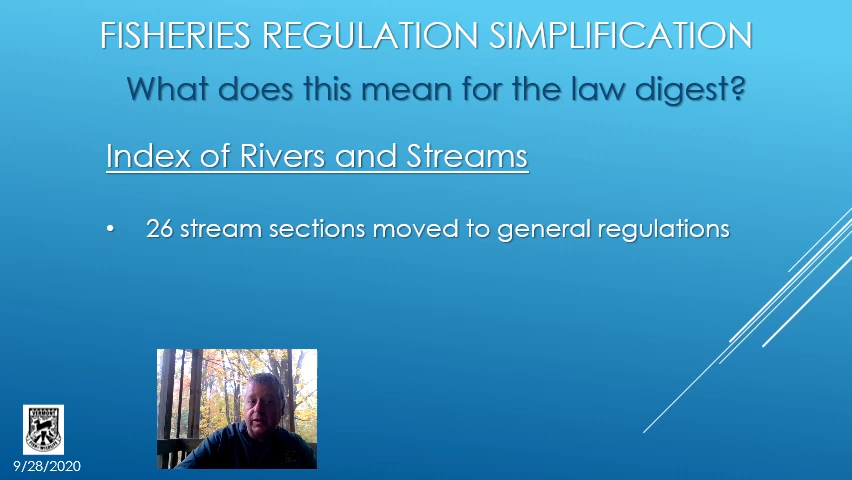 FISHERIES REGULATION SIMPLIFICATION
What does this mean for the law digest?
Index of Rivers and Streams
• 26 stream sections moved to general regulations
VERMONT
9/28/2020